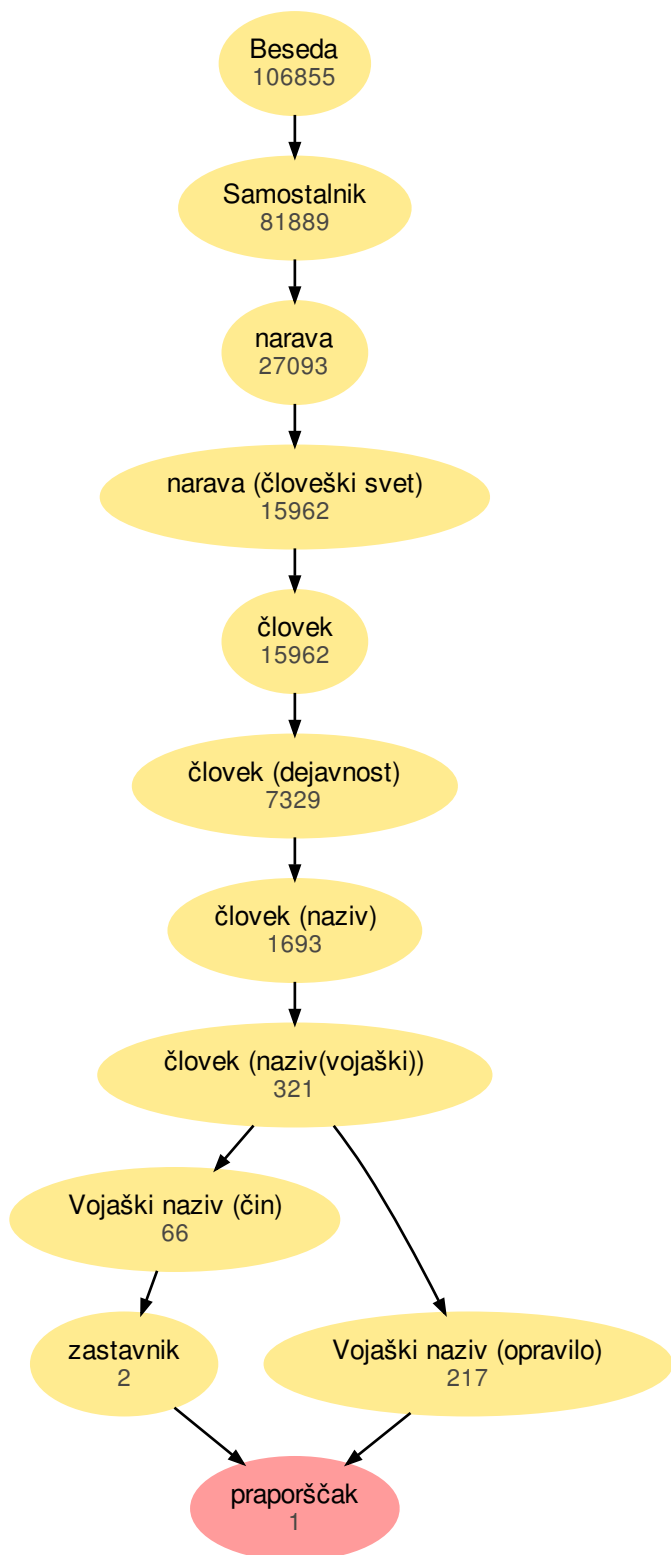 Beseda
106855
Samostalnik
81889
narava
27093
narava (človeški svet)
15962
človek
15962
človek (dejavnost)
7329
človek (naziv)
1693
človek (naziv(vojaški))
321
Vojaški naziv (čin)
66
zastavnik
2
Vojaški naziv (opravilo)
217
praporščak
1